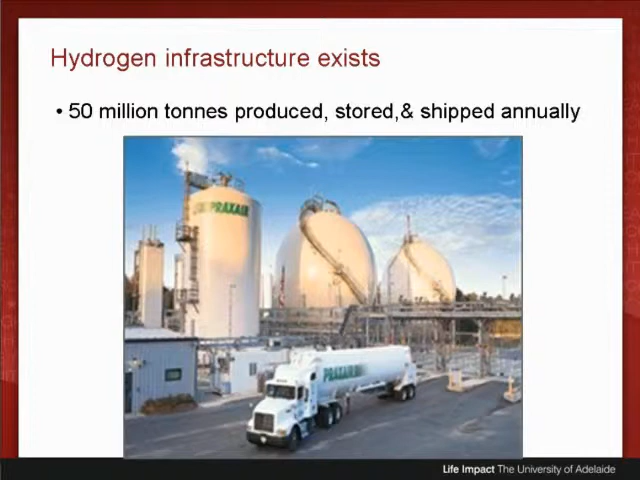 Hydrogen infrastructure exists
• 50 million tonnes produced, stored,& shipped annually
PRAXAIR
PRAXAIR
Life Impact The University of Adelaide